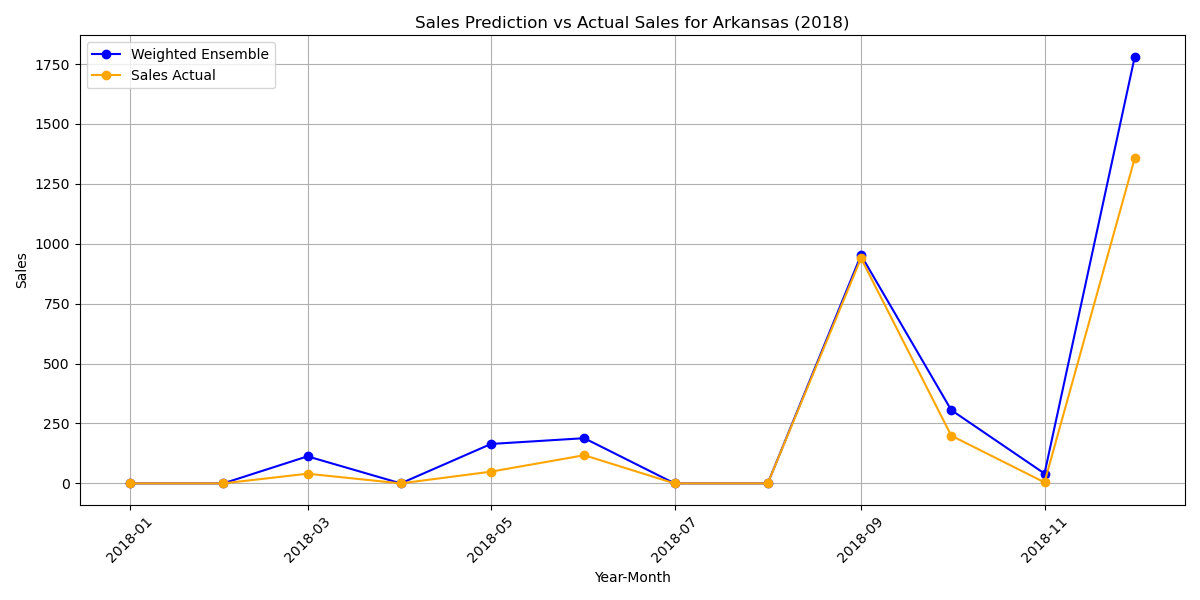 Sales Prediction vs Actual Sales for Arkansas (2018)
Weighted Ensemble
Sales Actual
1750
1500
1250
1000
750
500
250
0
Sales
2018-01
2018-03
2018-05
2018-07
2018-09
2018-11
Year-Month